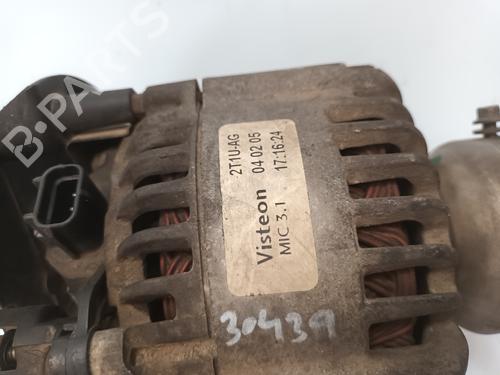 B-PARTS
2T1U-AG
04 02 05
17:16:24
Visteon
MIC 3.1
30439